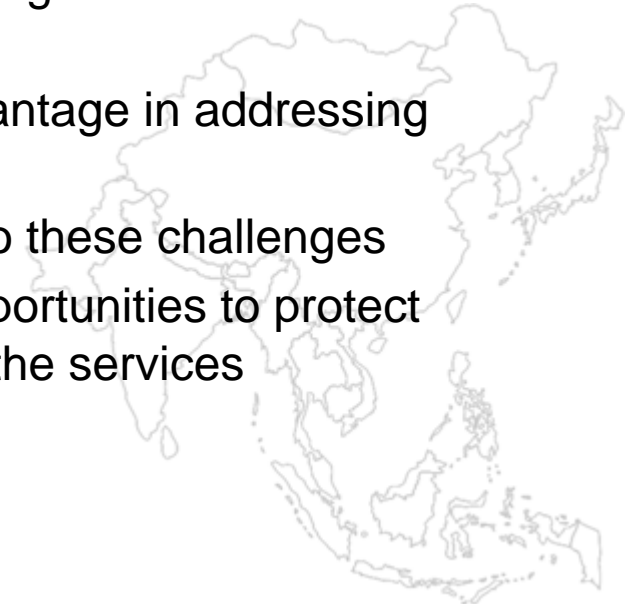 g
antage in addressing
o these challenges
portunities to protect
the services